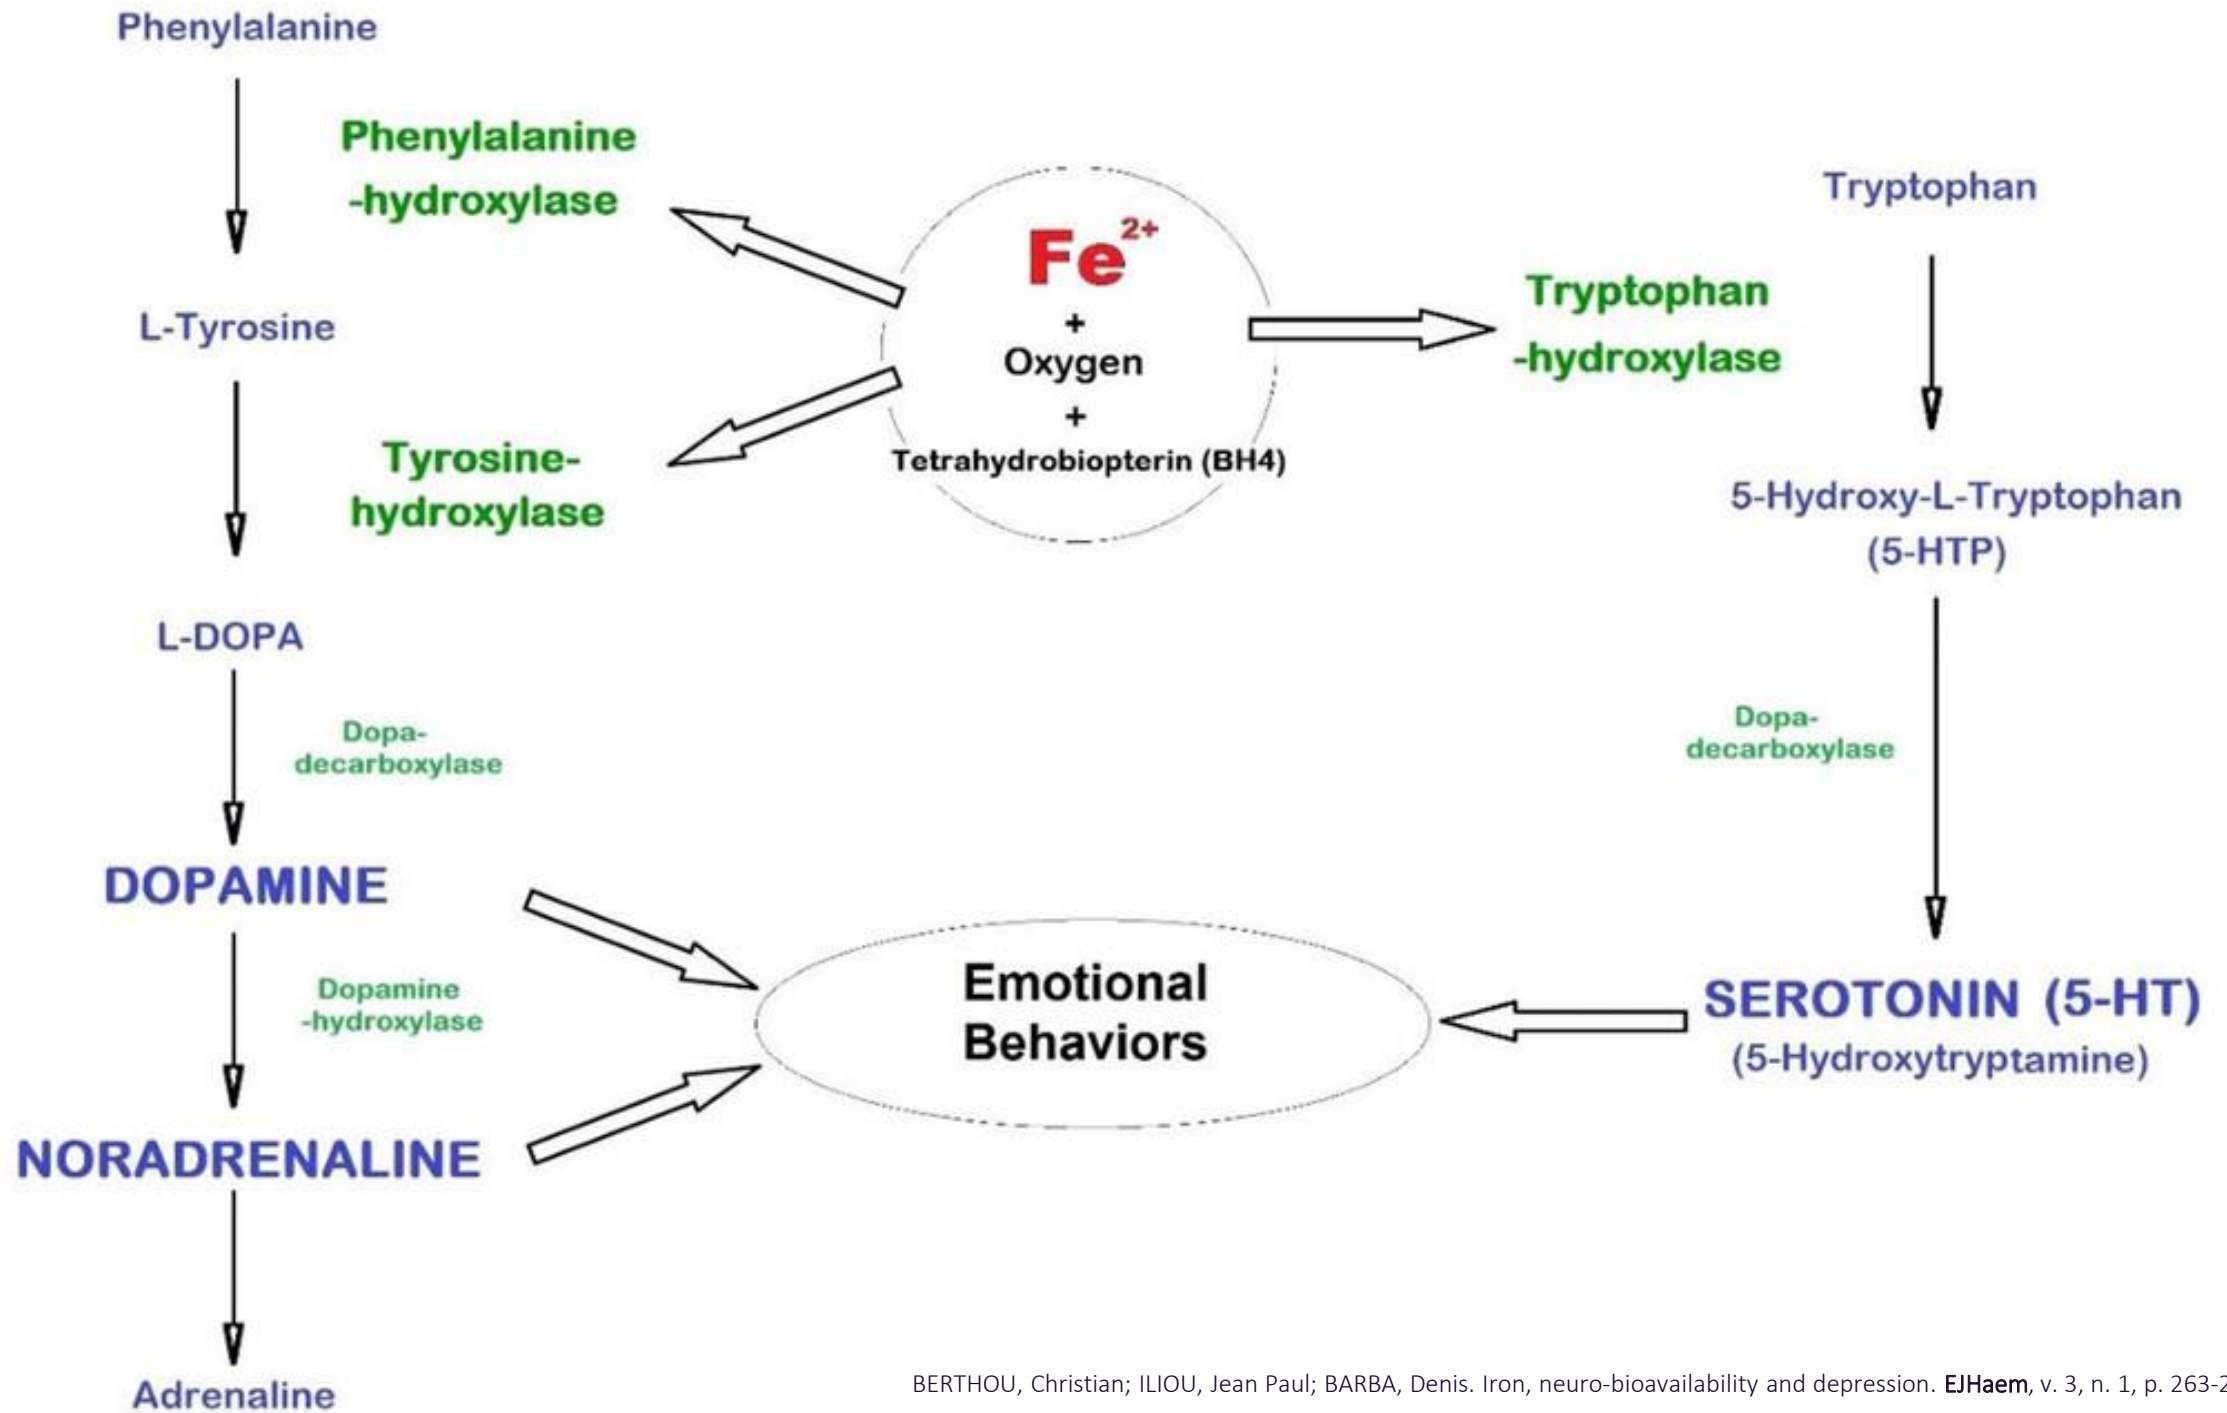 Phenylalanine
Phenylalanine
-hydroxylase
L-Tyrosine
Tyrosine-
hydroxylase
L-DOPA
Dopa-
decarboxylase
DOPAMINE
Dopamine
-hydroxylase
NORADRENALINE
Adrenaline
Fe2+
+
Oxygen
+
Tetrahydrobiopterin (BH4)
Emotional
Behaviors
Tryptophan
Tryptophan
-hydroxylase
5-Hydroxy-L-Tryptophan
(5-HTP)
Dopa-
decarboxylase
SEROTONIN (5-HT)
(5-Hydroxytryptamine)
BERTHOU, Christian; ILIOU, Jean Paul; BARBA, Denis. Iron, neuro-bioavailability and depression. EJHaem, v. 3, n. 1, p. 263-2